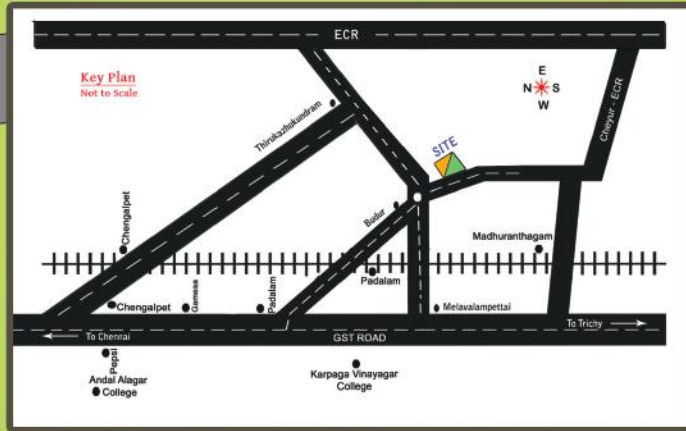 ECR
Key Plan
Not to Scale
E
N S
W
Cheyur - ECR
Thirukazhukundram
SITE
Chengalpet
Budur
Madhuranthagam
Padalam
Chengalpet
Gamesa
Padalam
Melavalampettai
To Chennai
GST ROAD
To Trichy
Pepsi
Andal Alagar
College
Karpaga Vinayagar
College